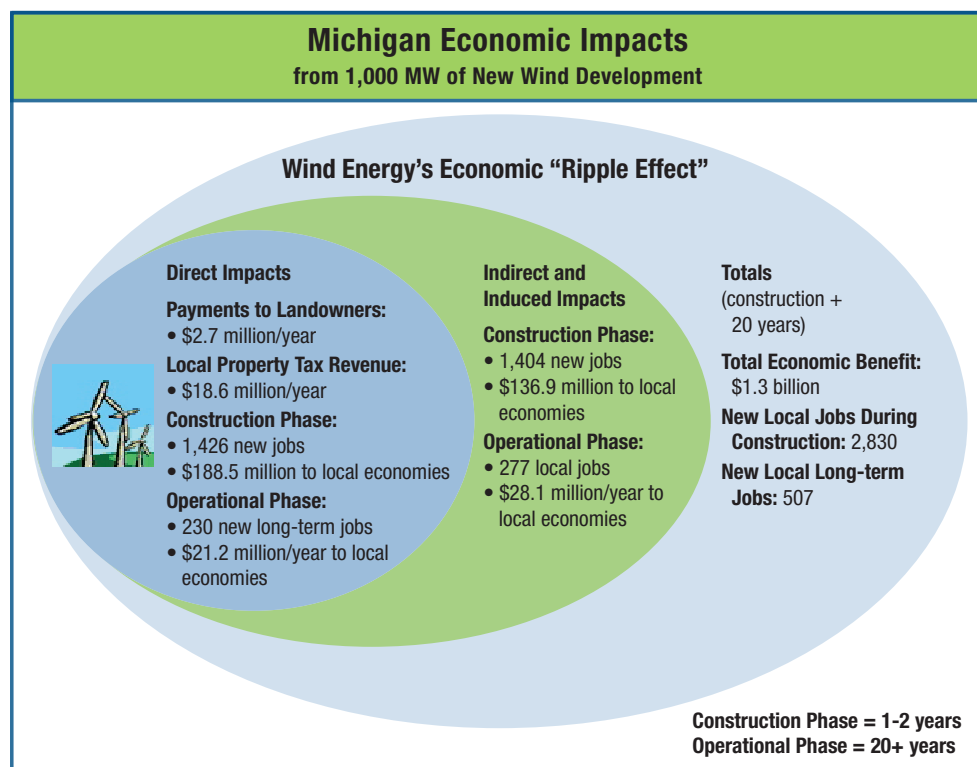 Michigan Economic Impacts
from 1,000 MW of New Wind Development
Wind Energy’s Economic “Ripple Effect”
Direct Impacts
Payments to Landowners:
• $2.7 million/year
Local Property Tax Revenue:
• $18.6 million/year
Construction Phase:
• 1,426 new jobs
• $188.5 million to local economies
Operational Phase:
• 230 new long-term jobs
• $21.2 million/year to local
economies
Indirect and
Induced Impacts
Construction Phase:
• 1,404 new jobs
• $136.9 million to local
economies
Operational Phase:
• 277 local jobs
• $28.1 million/year to
local economies
Totals
(construction +
20 years)
Total Economic Benefit:
$1.3 billion
New Local Jobs During
Construction: 2,830
New Local Long-term
Jobs: 507
Construction Phase = 1-2 years
Operational Phase = 20+ years